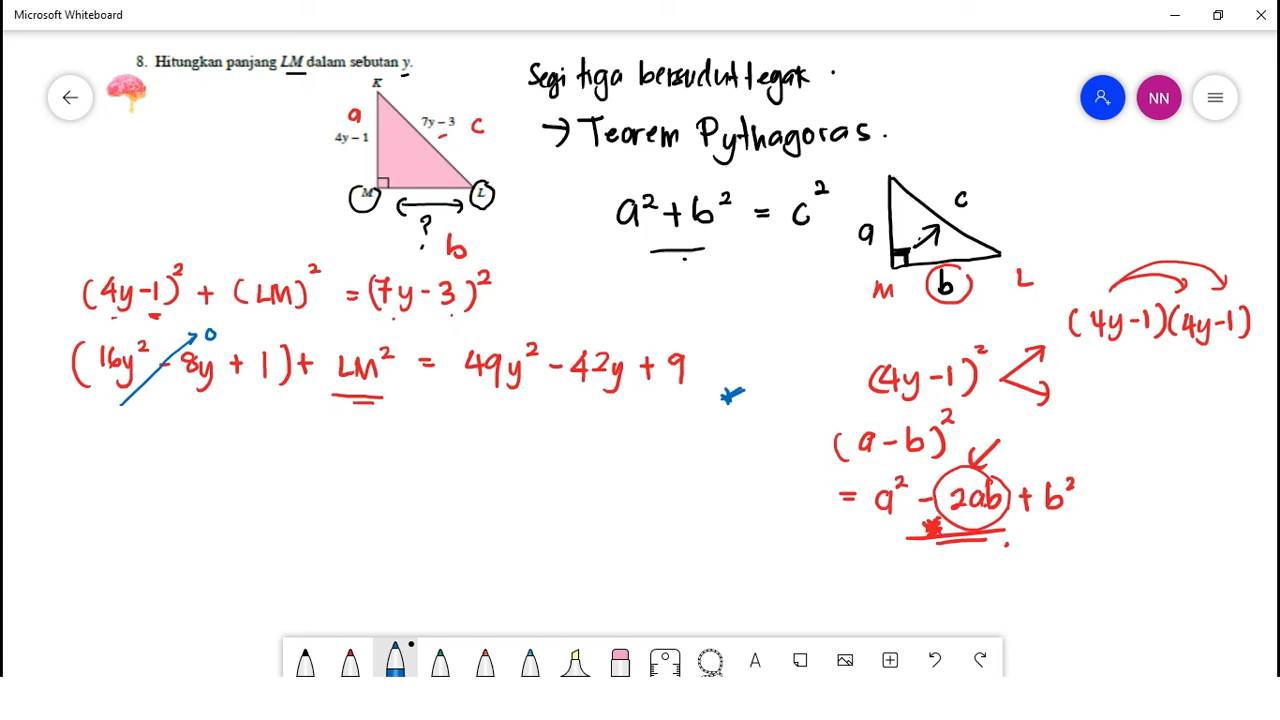 Microsoft Whiteboard
8. Hitungkan panjang LM dalam sebutan y.
K
a
4y – 1
7y – 3
c
M
L
?
b
Segi tiga bersudut tegak.
→ Teorem Pythagoras.
a² + b² = c²
a
c
b
M
L
NN
(4y-1)² + (LM)² = (7y-3)²
0
(16y² - 8y + 1) + LM² = 49y² - 42y + 9
(4y-1)(4y-1)
(4y-1)²
(a-b)²
= a² - 2ab + b²
A